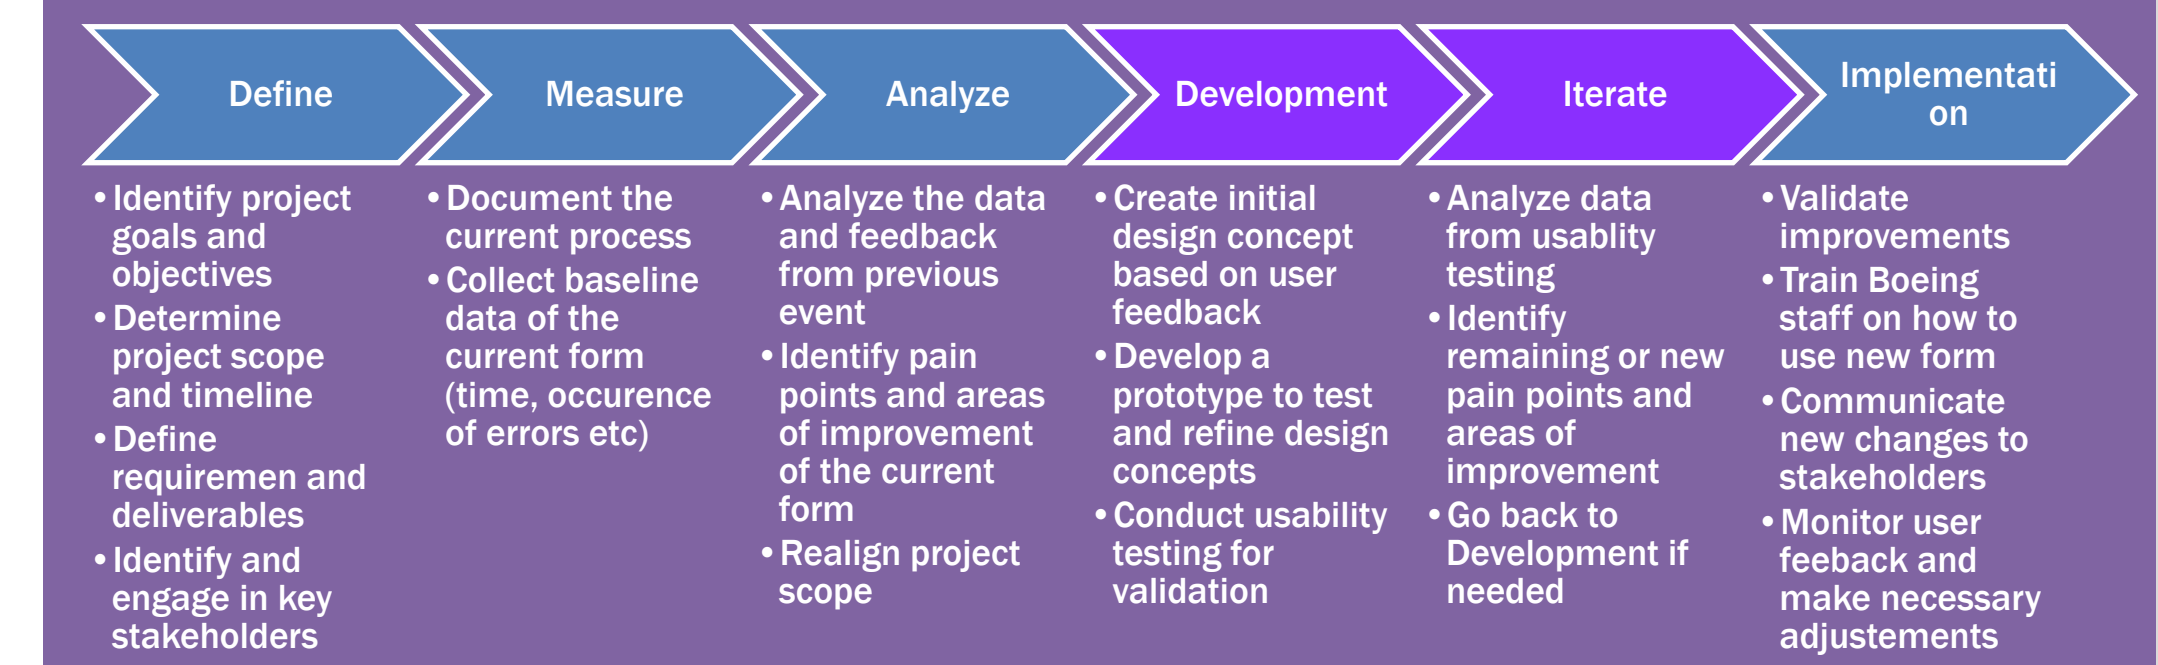 Define
•Identify project
goals and
objectives
•Determine
project scope
and timeline
•Define
requiremen and
deliverables
•Identify and
engage in key
stakeholders
Measure
•Document the
current process
•Collect baseline
data of the
current form
(time, occurence
of errors etc)
Analyze
•Analyze the data
and feedback
from previous
event
•Identify pain
points and areas
of improvement
of the current
form
•Realign project
scope
Development
•Create initial
design concept
based on user
feedback
•Develop a
prototype to test
and refine design
concepts
•Conduct usability
testing for
validation
Iterate
•Analyze data
from usablity
testing
•Identify
remaining or new
pain points and
areas of
improvement
•Go back to
Development if
needed
Implementati
on
•Validate
improvements
•Train Boeing
staff on how to
use new form
•Communicate
new changes to
stakeholders
•Monitor user
feeback and
make necessary
adjustements